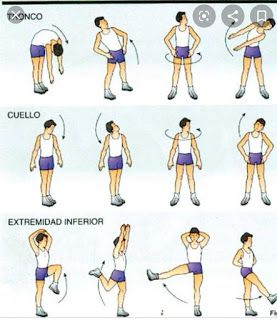 TRONCO
CUELLO
EXTREMIDAD INFERIOR